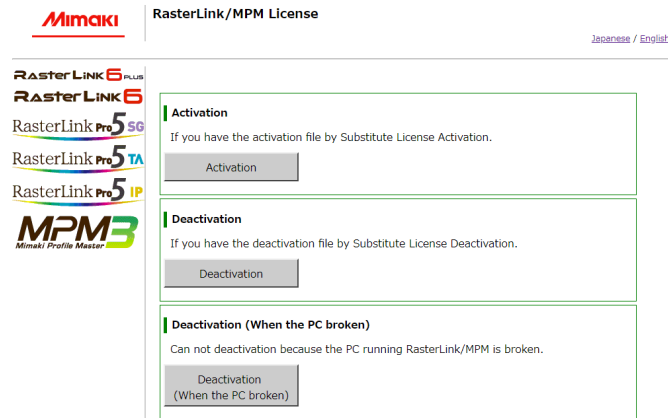 Mimaki
RasterLink/MPM License
Japanese / English
RasterLink6PLUS
RasterLink6
RasterLink Pro5 SG
RasterLink Pro5 TA
RasterLink Pro5 IP
MPM3
Mimaki Profile Master
Activation
If you have the activation file by Substitute License Activation.
Activation
Deactivation
If you have the deactivation file by Substitute License Deactivation.
Deactivation
Deactivation (When the PC broken)
Can not deactivation because the PC running RasterLink/MPM is broken.
Deactivation
(When the PC broken)